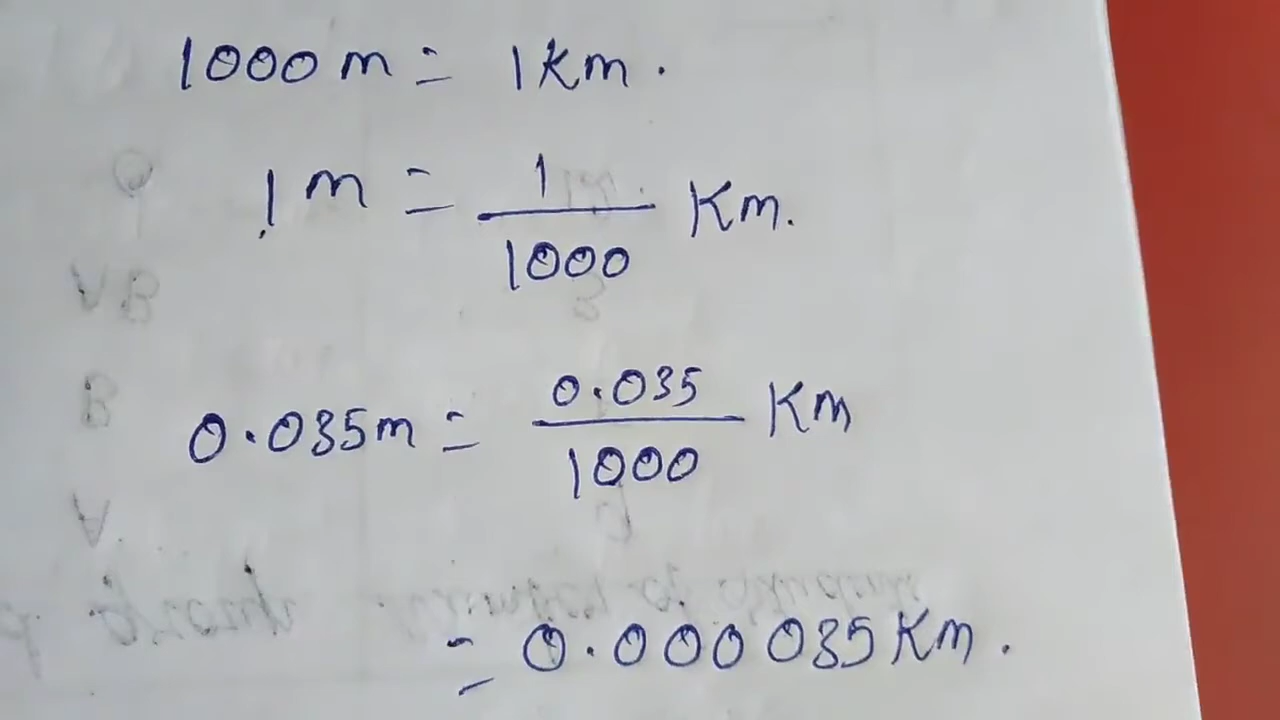 1000 m = 1 Km.
1 m = 1/1000 Km.
0.035m = 0.035/1000 Km
= 0.000035 Km.